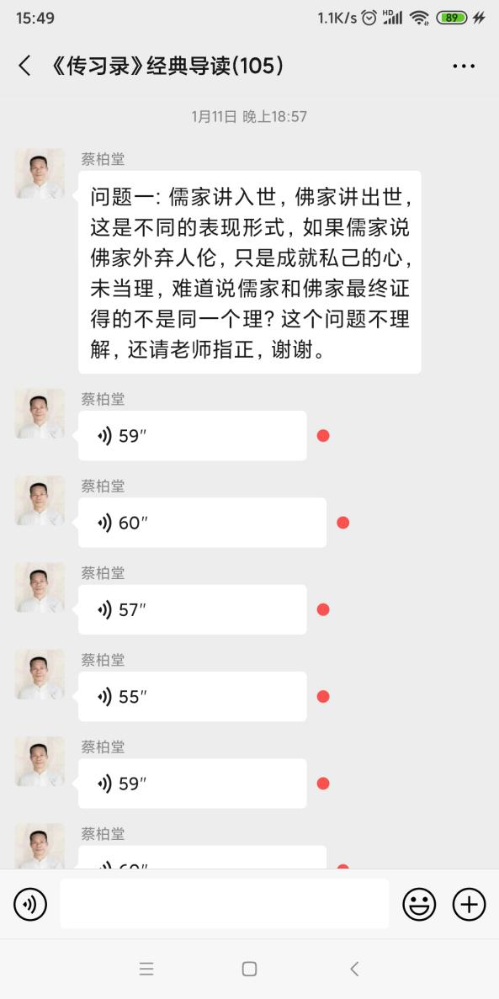 15:49 1.1K/s HD 89
《传习录》经典导读(105)
1月11日 晚上18:57
蔡柏堂
问题一: 儒家讲入世, 佛家讲出世,
这是不同的表现形式, 如果儒家说
佛家外弃人伦, 只是成就私己的心,
未当理, 难道说儒家和佛家最终证
得的不是同一个理? 这个问题不理
解, 还请老师指正, 谢谢。
蔡柏堂
59"
蔡柏堂
60"
蔡柏堂
57"
蔡柏堂
55"
蔡柏堂
59"
蔡柏堂
60"